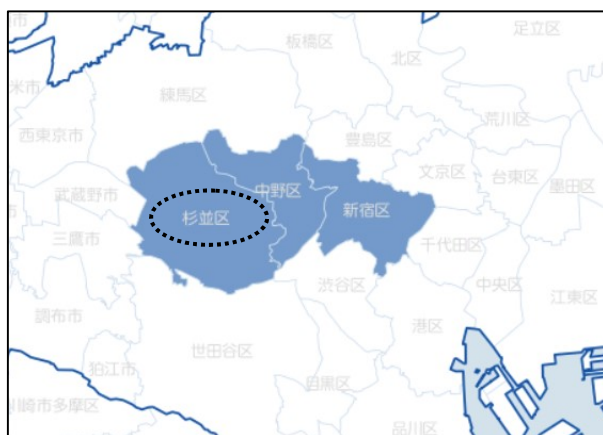 足立区
板橋区
北区
練馬区
荒川区
西東京市
豊島区
文京区
台東区
墨田区
武蔵野市
杉並区
中野区
新宿区
三鷹市
千代田区
渋谷区
中央区
江東区
調布市
港区
世田谷区
狛江市
目黒区
川崎市多摩区
品川区